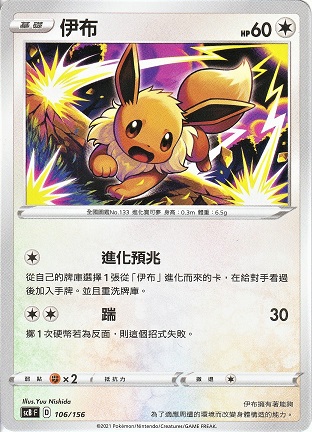 基礎 伊布 HP60
全國圖鑑No.133 進化寶可夢 身高：0.3m 體重：6.5g
進化預兆
從自己的牌庫選擇1張從「伊布」進化而來的卡，在給對手看過
後加入手牌。並且重洗牌庫。
踹 30
擲1次硬幣若為反面，則這個招式失敗。
弱點 ×2 抵抗力 撤退
Illus.Yuu Nishida
sc8 F D 106/156
伊布擁有著能夠
為了適應周遭的環境而改變身體構造的能力。
©2021 Pokémon/Nintendo/Creatures/GAME FREAK.